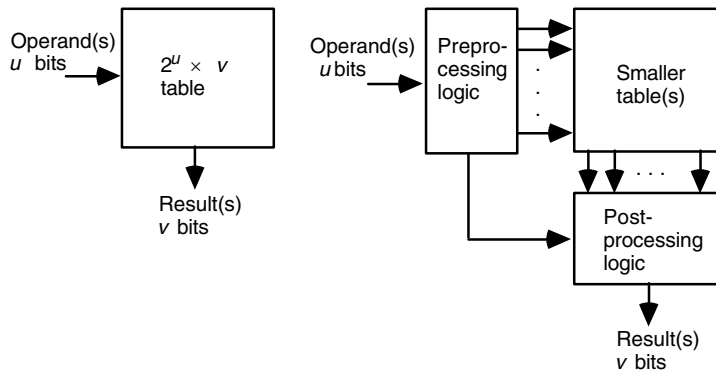 Operand(s)
u bits
2^u × v
table
Result(s)
v bits
Operand(s)
u bits
Prepro-
cessing
logic
. . .
Smaller
table(s)
. . .
Post-
processing
logic
Result(s)
v bits